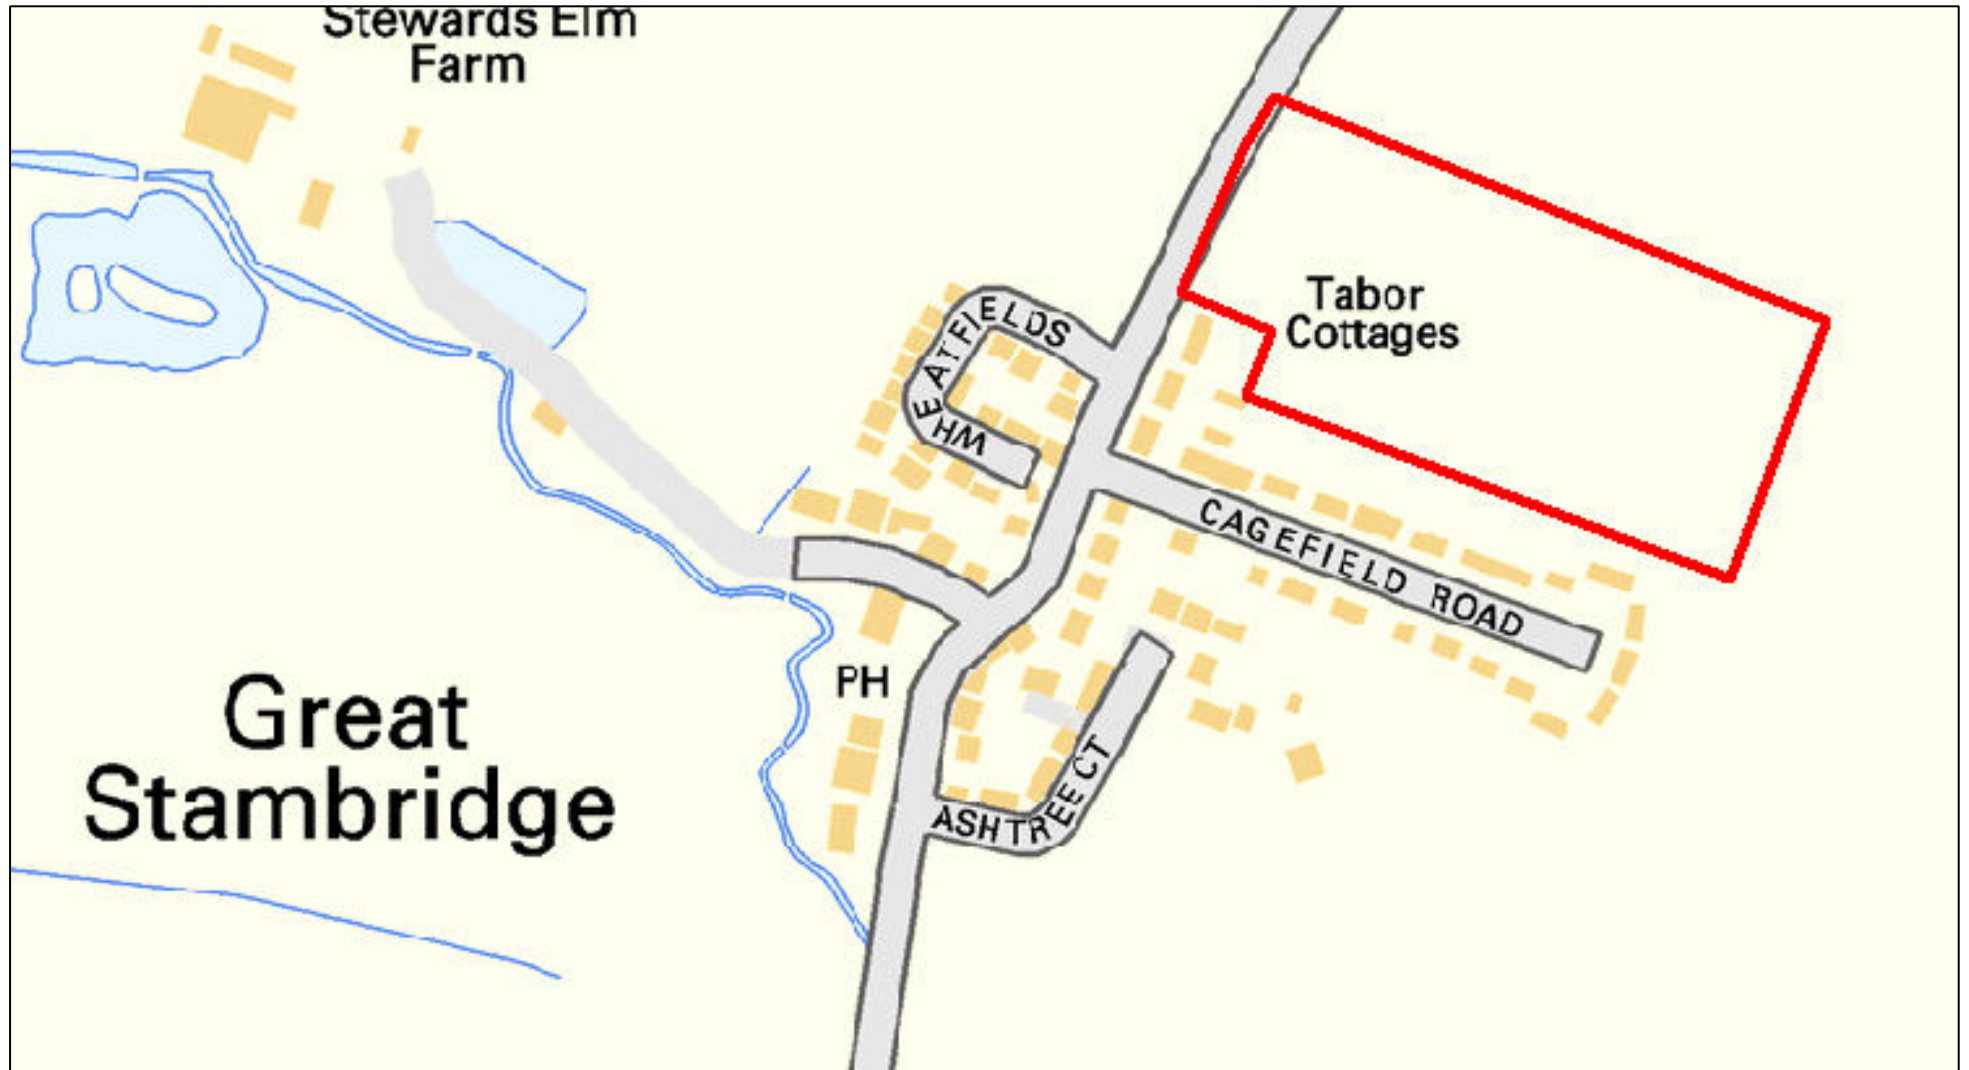 Stewards Elm
Farm
Tabor
Cottages
WHEATFIELDS
CAGEFIELD ROAD
PH
Great
Stambridge
ASHTREE CT